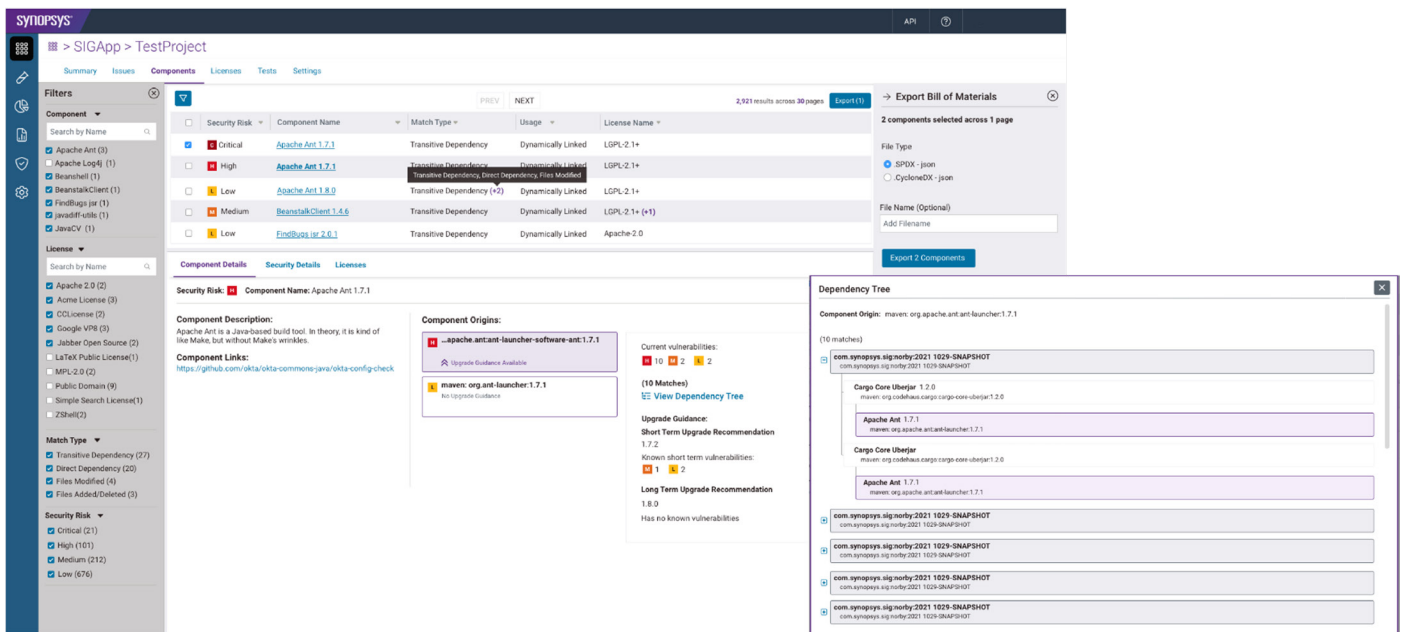 SYNOPSYS
API
> SIGApp > TestProject
Summary Issues Components Licenses Tests Settings
Filters
Component
Search by Name
Apache Ant (3)
Apache Log4j (1)
Beanshell (1)
BeanstalkClient (1)
FindBugs jsr (1)
javadiff-utils (1)
JavaCV (1)
License
Search by Name
Apache 2.0 (2)
Acme License (3)
CCLicense (2)
Google VP8 (3)
Jabber Open Source (2)
LaTeX Public License(1)
MPL-2.0 (2)
Public Domain (9)
Simple Search License(1)
ZShell(2)
Match Type
Transitive Dependency (27)
Direct Dependency (20)
Files Modified (4)
Files Added/Deleted (3)
Security Risk
Critical (21)
High (101)
Medium (212)
Low (676)
PREV NEXT
2,921 results across 30 pages
Export (1)
Security Risk Component Name Match Type Usage License Name
C Critical Apache Ant 1.7.1 Transitive Dependency Dynamically Linked LGPL-2.1+
H High Apache Ant 1.7.1 Transitive Dependency Dynamically Linked LGPL-2.1+
Transitive Dependency, Direct Dependency, Files Modified
L Low Apache Ant 1.8.0 Transitive Dependency (+2) Dynamically Linked LGPL-2.1+
M Medium BeanstalkClient 1.4.6 Transitive Dependency Dynamically Linked LGPL-2.1+ (+1)
L Low FindBugs jsr 2.0.1 Transitive Dependency Dynamically Linked Apache-2.0
Component Details Security Details Licenses
Security Risk: H Component Name: Apache Ant 1.7.1
Component Description:
Apache Ant is a Java-based build tool. In theory, it is kind of
like Make, but without Make's wrinkles.
Component Links:
https://github.com/okta/okta-commons-java/okta-config-check
Component Origins:
H ...apache.ant:ant-launcher-software-ant:1.7.1
Upgrade Guidance Available
L maven: org.ant-launcher:1.7.1
No Upgrade Guidance
Current vulnerabilities:
H 10 M 2 L 2
(10 Matches)
View Dependency Tree
Upgrade Guidance:
Short Term Upgrade Recommendation
1.7.2
Known short term vulnerabilities:
M 1 L 2
Long Term Upgrade Recommendation
1.8.0
Has no known vulnerabilities
Export Bill of Materials
2 components selected across 1 page
File Type
SPDX - json
.CycloneDX - json
File Name (Optional)
Add Filename
Export 2 Components
Dependency Tree
Component Origin: maven: org.apache.ant:ant-launcher:1.7.1
(10 matches)
com.synopsys.sig:norby:2021 1029-SNAPSHOT
com.synopsys.sig:norby:2021 1029-SNAPSHOT
Cargo Core Uberjar 1.2.0
maven: org.codehaus.cargo:cargo-core-uberjar:1.2.0
Apache Ant 1.7.1
maven: org.apache.ant:ant-launcher:1.7.1
Cargo Core Uberjar
maven: org.codehaus.cargo:cargo-core-uberjar:1.2.0
Apache Ant 1.7.1
maven: org.apache.ant:ant-launcher:1.7.1
com.synopsys.sig:norby:2021 1029-SNAPSHOT
com.synopsys.sig:norby:2021 1029-SNAPSHOT
com.synopsys.sig:norby:2021 1029-SNAPSHOT
com.synopsys.sig:norby:2021 1029-SNAPSHOT
com.synopsys.sig:norby:2021 1029-SNAPSHOT
com.synopsys.sig:norby:2021 1029-SNAPSHOT
com.synopsys.sig:norby:2021 1029-SNAPSHOT
com.synopsys.sig:norby:2021 1029-SNAPSHOT